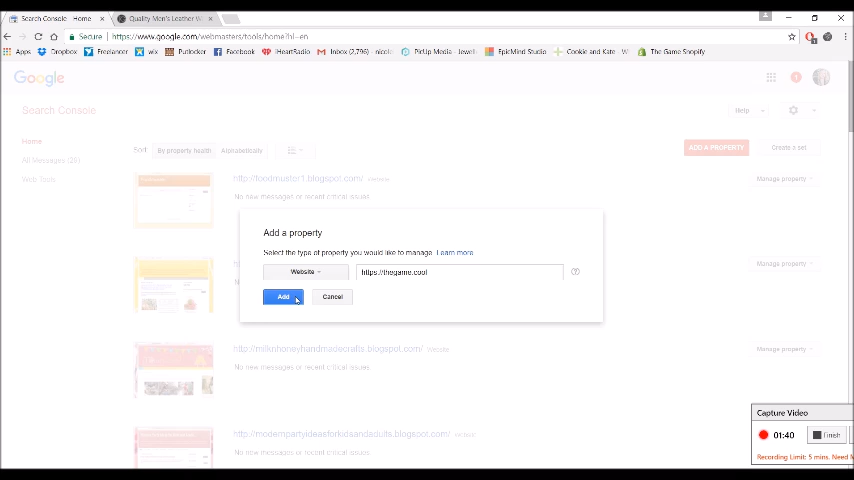 Search Console Home
Quality Men's Leather W
Secure https://www.google.com/webmasters/tools/home?hl=en
Apps Dropbox Freelancer wix Putlocker Facebook iHeartRadio Inbox (2,796) - nicol PicUp Media - Jewel EpicMind Studio Cookie and Kate - W The Game Shopify
Google
1
Search Console
Help
Home
All Messages (28)
Web Tools
Sort By property health Alphabetically
ADD A PROPERTY Create a set
http://foodmuster1.blogspot.com/ Website
No new messages or recent critical issues.
Manage property
Add a property
Select the type of property you would like to manage. Learn more
Website https://thegame.cool
Add Cancel
http://milknhoneyhandmadecrafts.blogspot.com/ Website
No new messages or recent critical issues.
Manage property
http://modernpartyideasforkidsandadults.blogspot.com/ Website
No new messages or recent critical issues.
Capture Video
01:40 Finish
Recording Limit: 5 mins. Need M